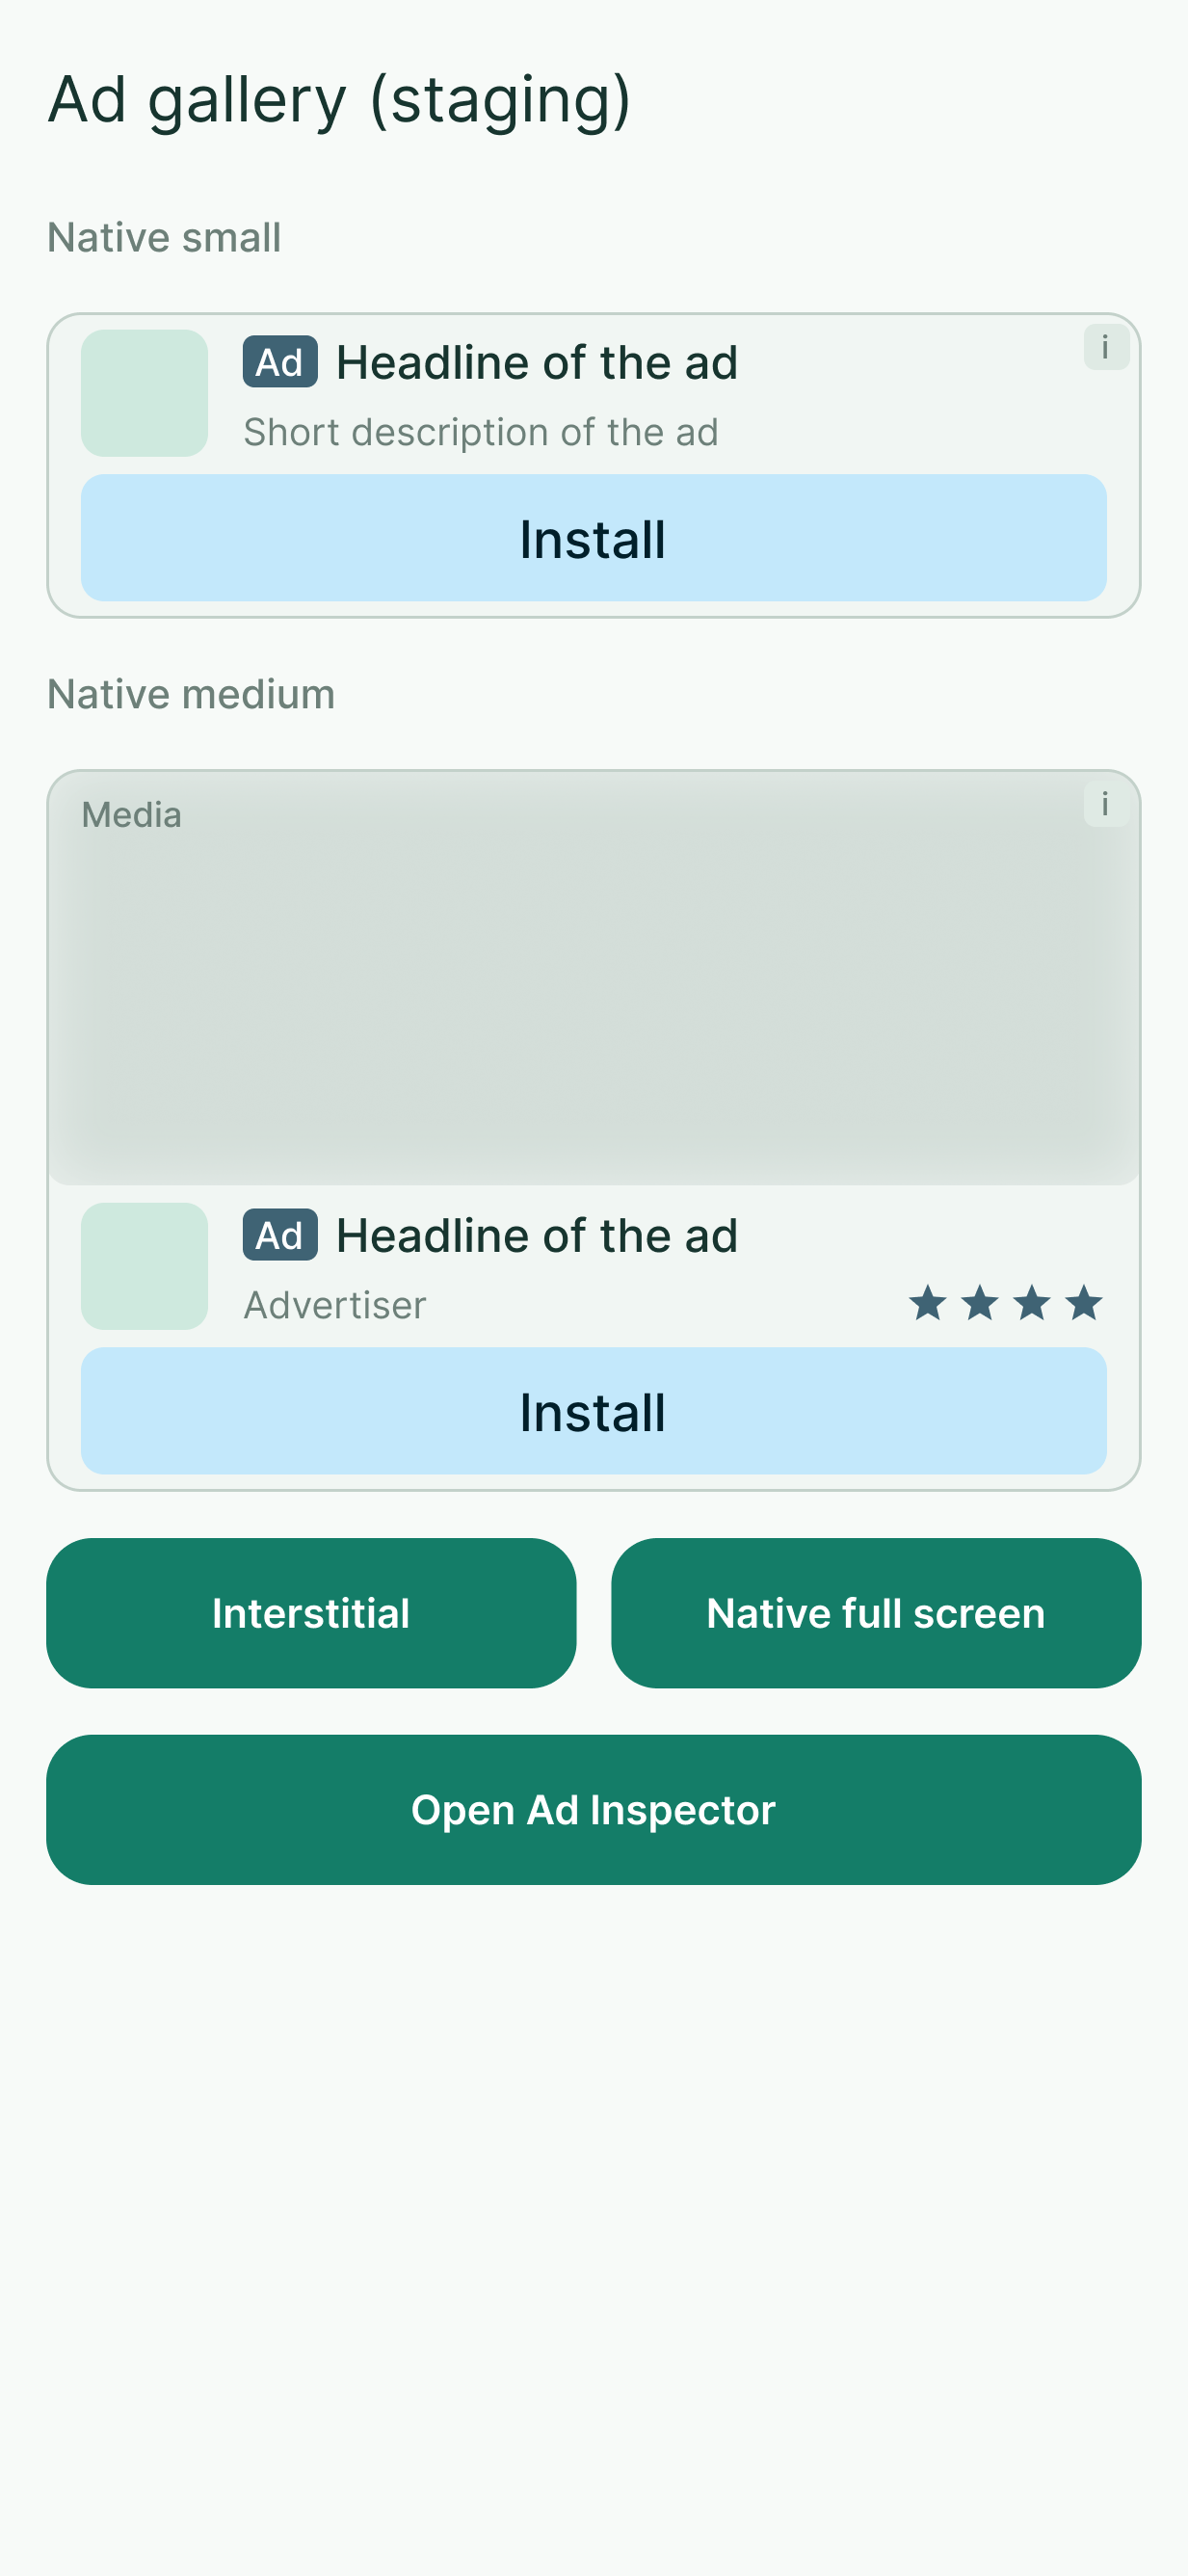 Ad gallery (staging)
Native small
Ad Headline of the ad
i
Short description of the ad
Install
Native medium
Media
i
Ad Headline of the ad
Advertiser
Install
Interstitial
Native full screen
Open Ad Inspector